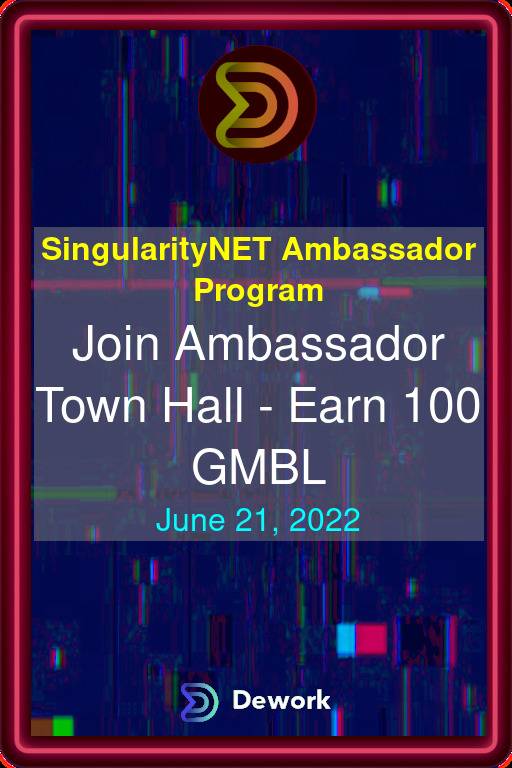 SingularityNET Ambassador
Program
Join Ambassador
Town Hall - Earn 100
GMBL
June 21, 2022
Dework